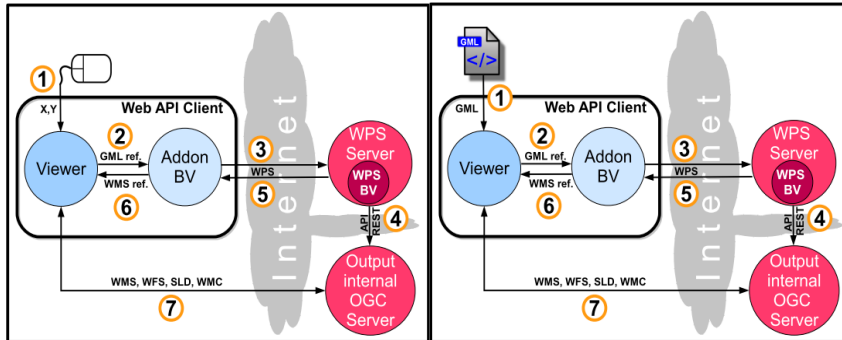 1
X,Y
Web API Client
Viewer
2
GML ref.
WMS ref.
6
Addon
BV
3
WPS
5
Internet
WPS
Server
WPS
BV
API
REST
4
Output
internal
OGC
Server
WMS, WFS, SLD, WMC
7
GML
</>
1
GML
Web API Client
Viewer
2
GML ref.
WMS ref.
6
Addon
BV
3
WPS
5
Internet
WPS
Server
WPS
BV
API
REST
4
Output
internal
OGC
Server
WMS, WFS, SLD, WMC
7